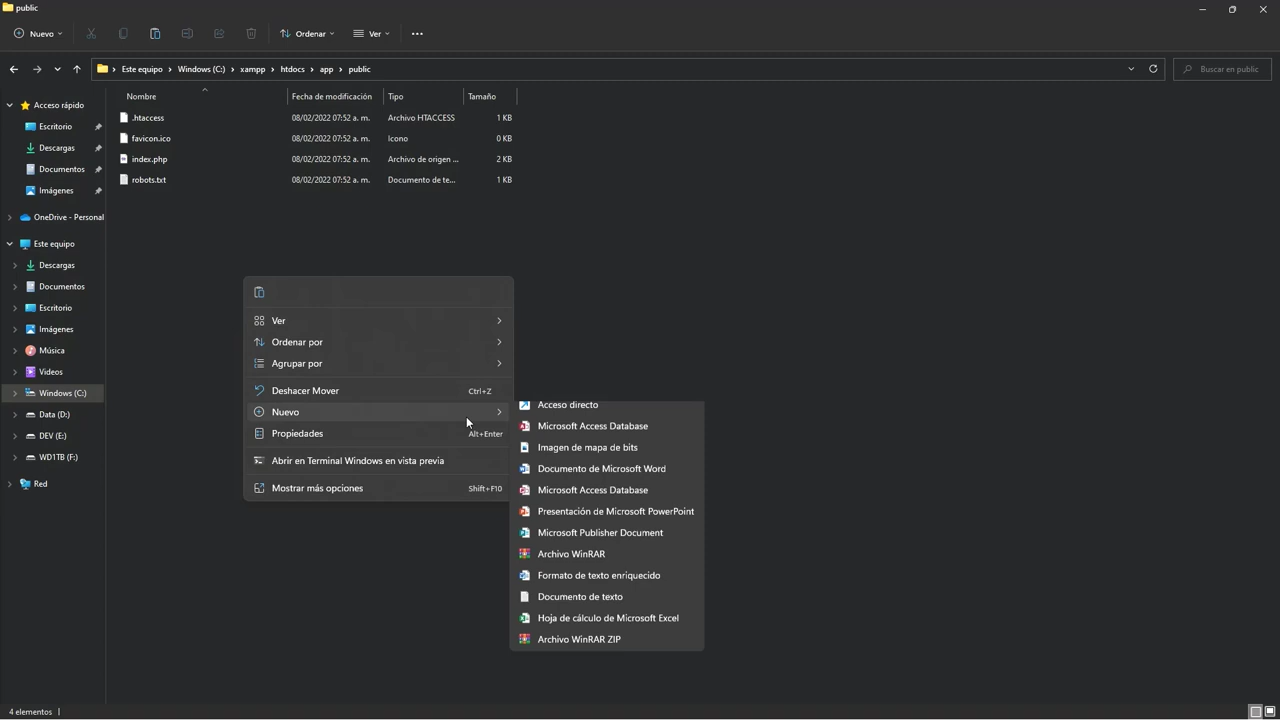 public
Nuevo
Ordenar
Ver
Este equipo > Windows (C:) > xampp > htdocs > app > public
Buscar en public
Nombre Fecha de modificación Tipo Tamaño
.htaccess 08/02/2022 07:52 a. m. Archivo HTACCESS 1 KB
favicon.ico 08/02/2022 07:52 a. m. Icono 0 KB
index.php 08/02/2022 07:52 a. m. Archivo de origen ... 2 KB
robots.txt 08/02/2022 07:52 a. m. Documento de te... 1 KB
Acceso rápido
Escritorio
Descargas
Documentos
Imágenes
OneDrive - Personal
Este equipo
Descargas
Documentos
Escritorio
Imágenes
Música
Videos
Windows (C:)
Data (D:)
DEV (E:)
WD1TB (F:)
Red
Ver
Ordenar por
Agrupar por
Deshacer Mover Ctrl+Z
Nuevo
Propiedades Alt+Enter
Abrir en Terminal Windows en vista previa
Mostrar más opciones Shift+F10
Acceso directo
Microsoft Access Database
Imagen de mapa de bits
Documento de Microsoft Word
Microsoft Access Database
Presentación de Microsoft PowerPoint
Microsoft Publisher Document
Archivo WinRAR
Formato de texto enriquecido
Documento de texto
Hoja de cálculo de Microsoft Excel
Archivo WinRAR ZIP
4 elementos